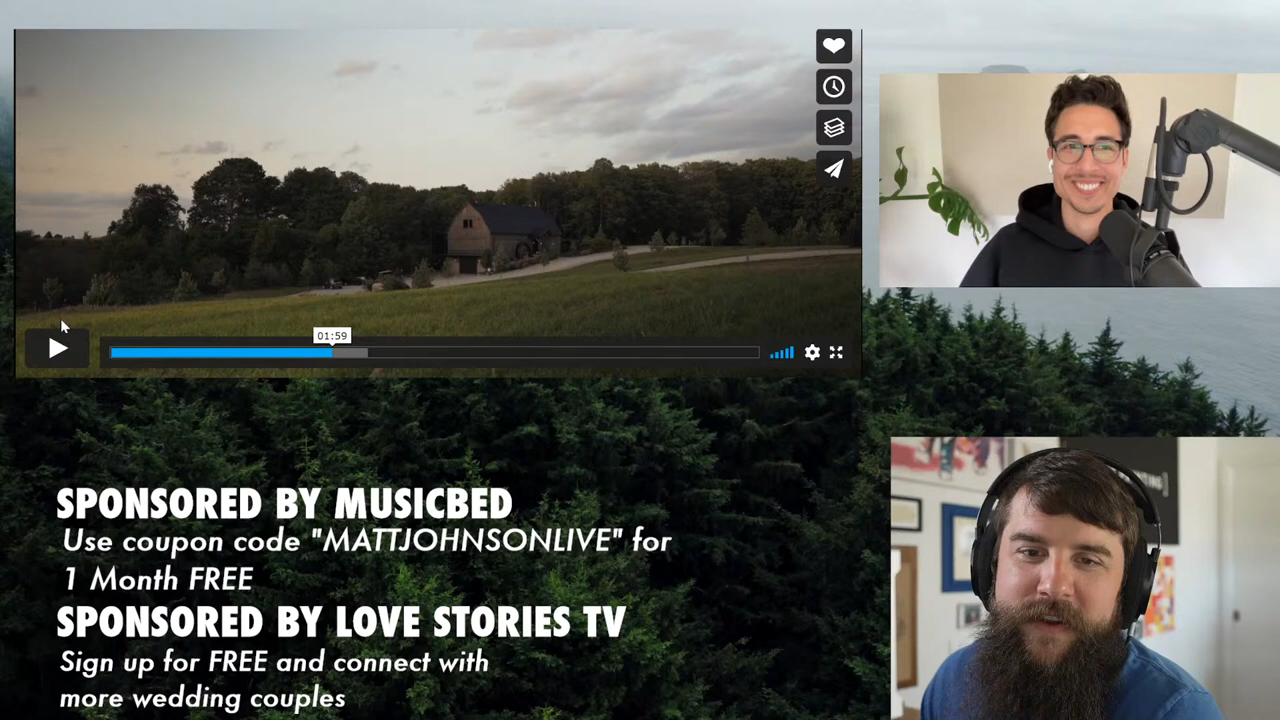 01:59
SPONSORED BY MUSICBED
Use coupon code "MATTJOHNSONLIVE" for
1 Month FREE
SPONSORED BY LOVE STORIES TV
Sign up for FREE and connect with
more wedding couples